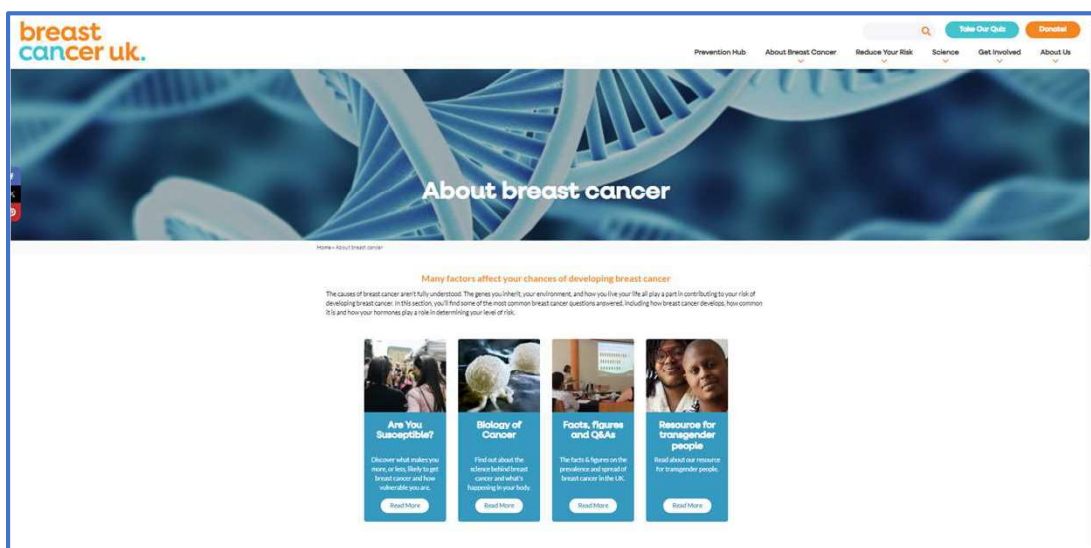 breast
cancer uk.
Take Our Quiz
Donate!
Prevention Hub
About Breast Cancer
Reduce Your Risk
Science
Get Involved
About Us
About breast cancer
Home » About breast cancer
Many factors affect your chances of developing breast cancer
The causes of breast cancer aren't fully understood. The genes you inherit, your environment, and how you live your life all play a part in contributing to your risk of
developing breast cancer. In this section, you'll find some of the most common breast cancer questions answered, including how breast cancer develops, how common
it is and how your hormones play a role in determining your level of risk.
Are You
Susceptible?
Discover what makes you
more, or less, likely to get
breast cancer and how
vulnerable you are.
Read More
Biology of
Cancer
Find out about the
science behind breast
cancer and what's
happening in your body.
Read More
Facts, figures
and Q&As
The facts & figures on the
prevalence and spread of
breast cancer in the UK.
Read More
Resource for
transgender
people
Read about our resource
for transgender people.
Read More